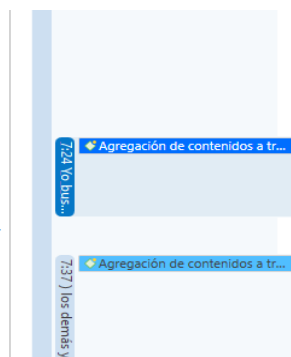 Agregación de contenidos a tr...
7:24 Yo bus...
Agregación de contenidos a tr...
7:37 ) los demás y